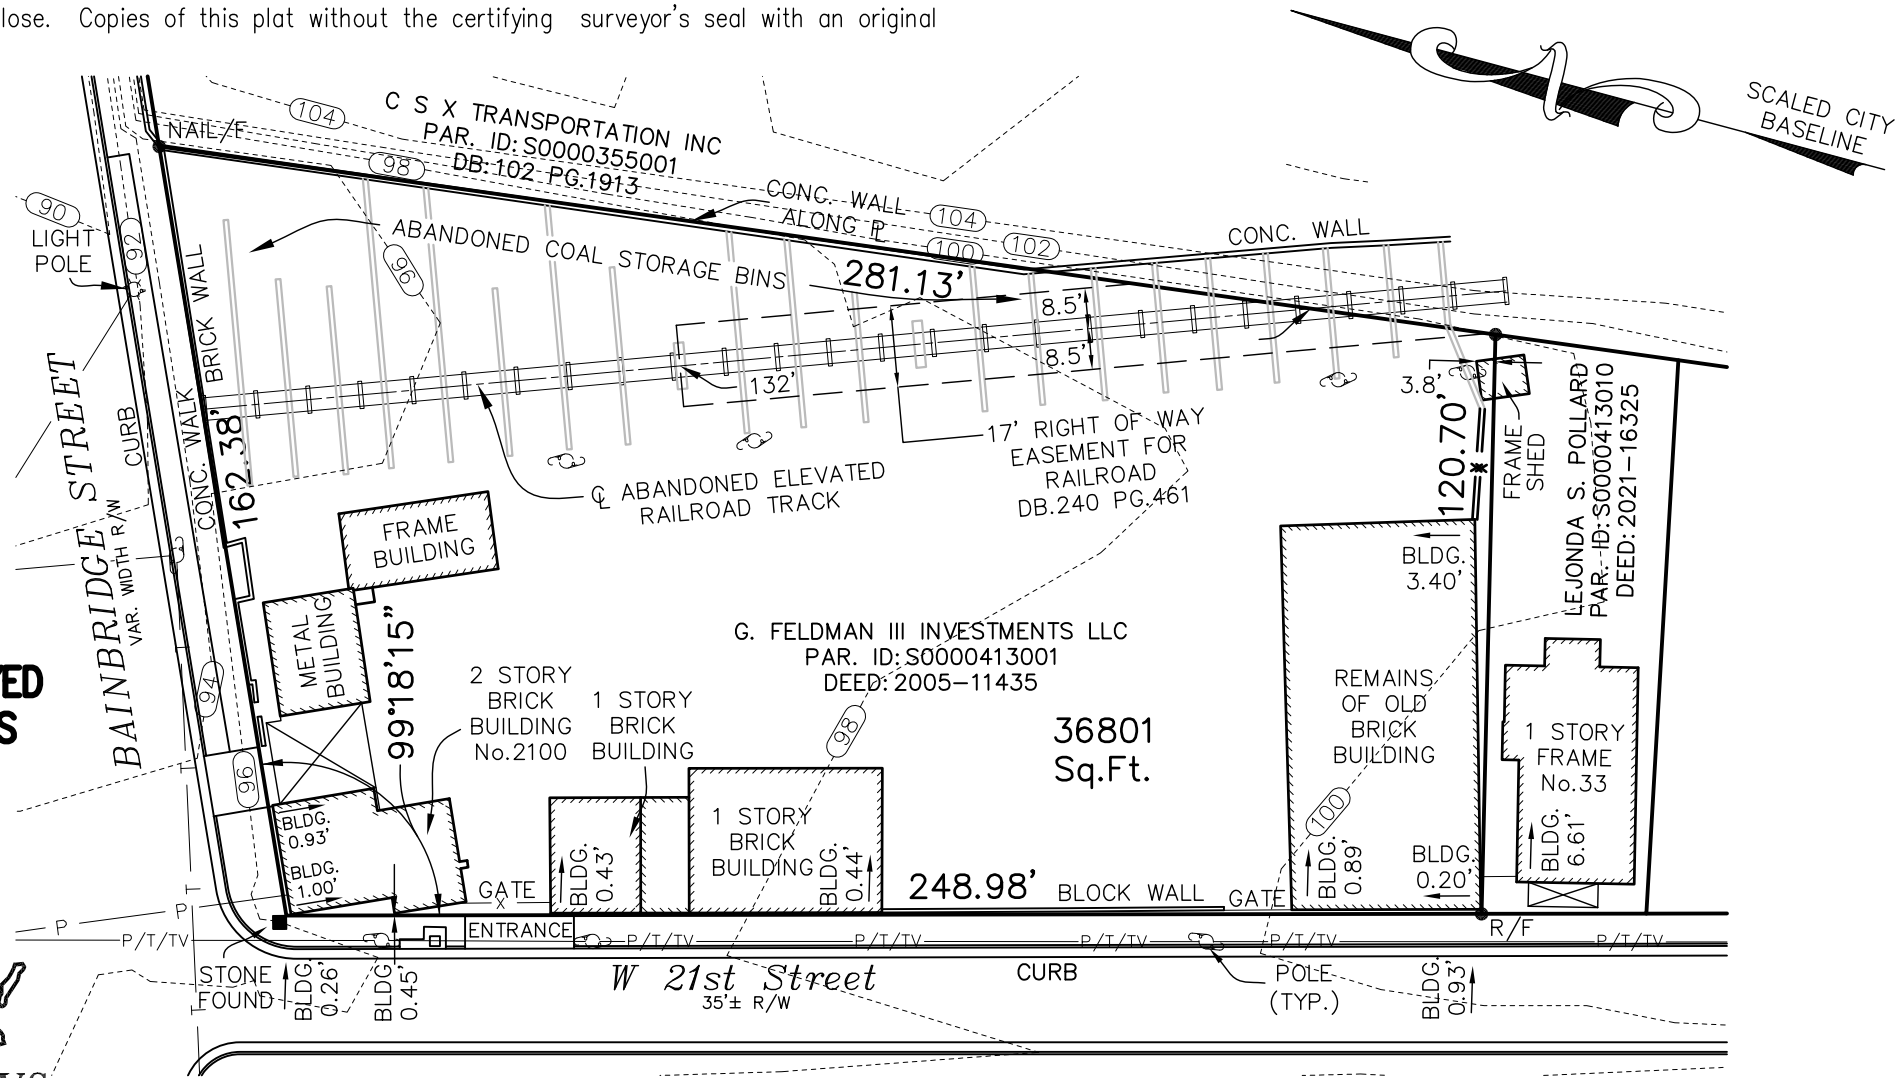 lose. Copies of this plat without the certifying surveyor's seal with an original
SCALED CITY
BASELINE
C S X TRANSPORTATION INC
PAR. ID: S0000355001
DB: 102 PG.1913
104
NAIL/F
98
CONC. WALL
ALONG ℄
104
102
100
CONC. WALL
90
LIGHT
POLE
92
BRICK WALL
ABANDONED COAL STORAGE BINS
96
281.13'
8.5'
8.5'
132'
3.8'
17' RIGHT OF WAY
EASEMENT FOR
RAILROAD
DB.240 PG.461
℄ ABANDONED ELEVATED
RAILROAD TRACK
120.70'
FRAME
SHED
LEJONDA S. POLLARD
PAR. ID: S0000413010
DEED: 2021-16325
BAINBRIDGE STREET
VAR. WIDTH R/W
CURB
CONC. WALK
162.38'
FRAME
BUILDING
METAL
BUILDING
99°18'15"
94
96
YED
S
2 STORY
BRICK
BUILDING
No.2100
1 STORY
BRICK
BUILDING
G. FELDMAN III INVESTMENTS LLC
PAR. ID: S0000413001
DEED: 2005-11435
36801
Sq.Ft.
98
BLDG.
3.40'
REMAINS
OF OLD
BRICK
BUILDING
100
1 STORY
FRAME
No.33
BLDG.
6.61'
BLDG.
0.93'
BLDG.
1.00'
GATE
X
BLDG.
0.43'
1 STORY
BRICK
BUILDING
BLDG.
0.44'
248.98'
BLOCK WALL
GATE
BLDG.
0.89'
BLDG.
0.20'
R/F
T
T
T
T
P
P
P/T/TV
ENTRANCE
P/T/TV
P/T/TV
P/T/TV
P/T/TV
P/T/TV
STONE
FOUND
BLDG.
0.26'
BLDG.
0.45'
W 21st Street
35'± R/W
CURB
POLE
(TYP.)
BLDG.
0.93'